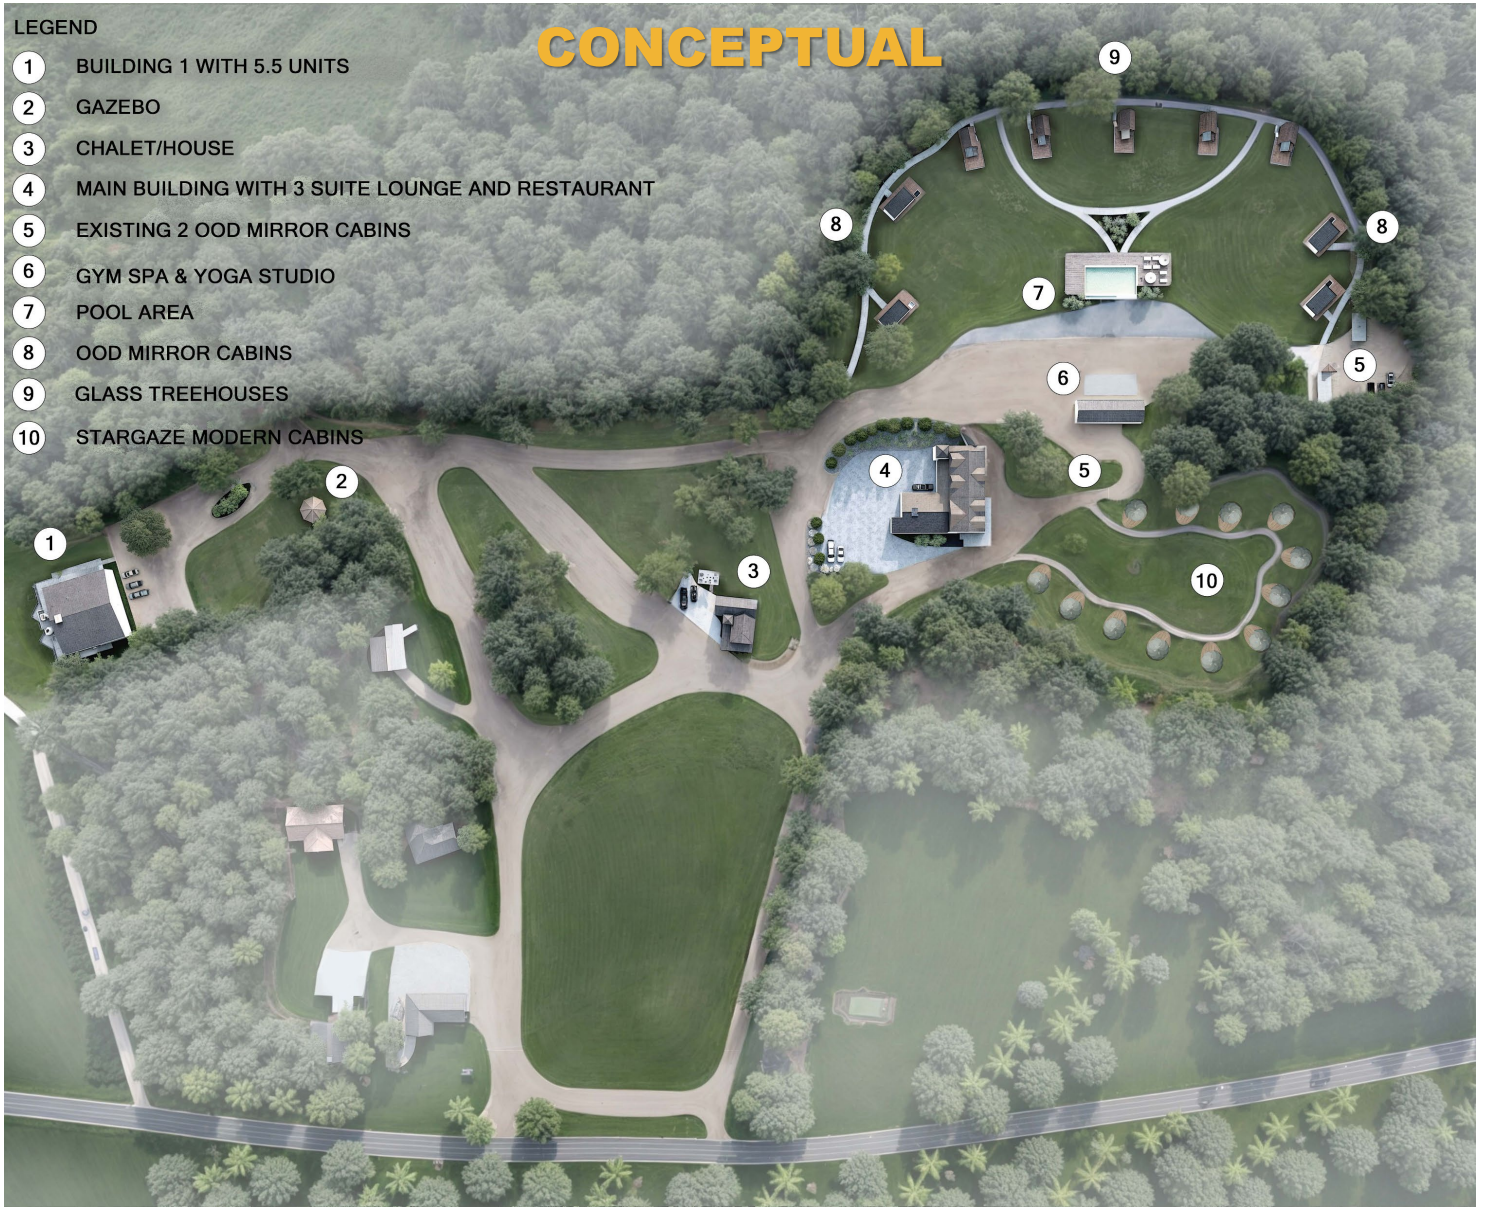 LEGEND
CONCEPTUAL
1 BUILDING 1 WITH 5.5 UNITS
2 GAZEBO
3 CHALET/HOUSE
4 MAIN BUILDING WITH 3 SUITE LOUNGE AND RESTAURANT
5 EXISTING 2 OOD MIRROR CABINS
6 GYM SPA & YOGA STUDIO
7 POOL AREA
8 OOD MIRROR CABINS
9 GLASS TREEHOUSES
10 STARGAZE MODERN CABINS
9
8
8
7
5
6
4
5
2
1
3
10